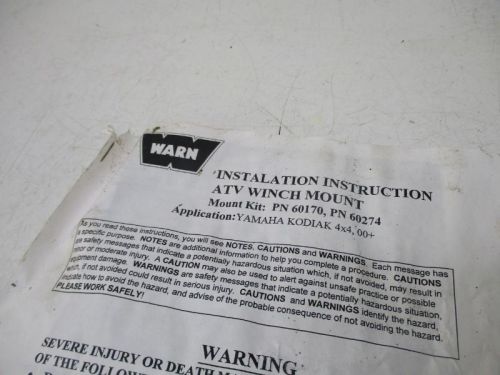 WARN
INSTALATION INSTRUCTION
ATV WINCH MOUNT
Mount Kit: PN 60170, PN 60274
Application: YAMAHA KODIAK 4x4,'00+
As you read these instructions, you will see NOTES, CAUTIONS and WARNINGS. Each message has
a specific purpose. NOTES are additional information to help you complete a procedure. CAUTIONS
are safety messages that indicate a potentially hazardous situation which, if not avoided, may result in
minor or moderate injury. A CAUTION may also be used to alert against unsafe practice or possible
equipment damage. WARNINGS are safety messages that indicate a potentially hazardous situation,
which, if not avoided could result in serious injury. CAUTIONS and WARNINGS identify the hazard,
indicate how to avoid the hazard, and advise of the probable consequence of not avoiding the hazard.
PLEASE WORK SAFELY!
WARNING
SEVERE INJURY OR DEATH
OF THE FOLLOW